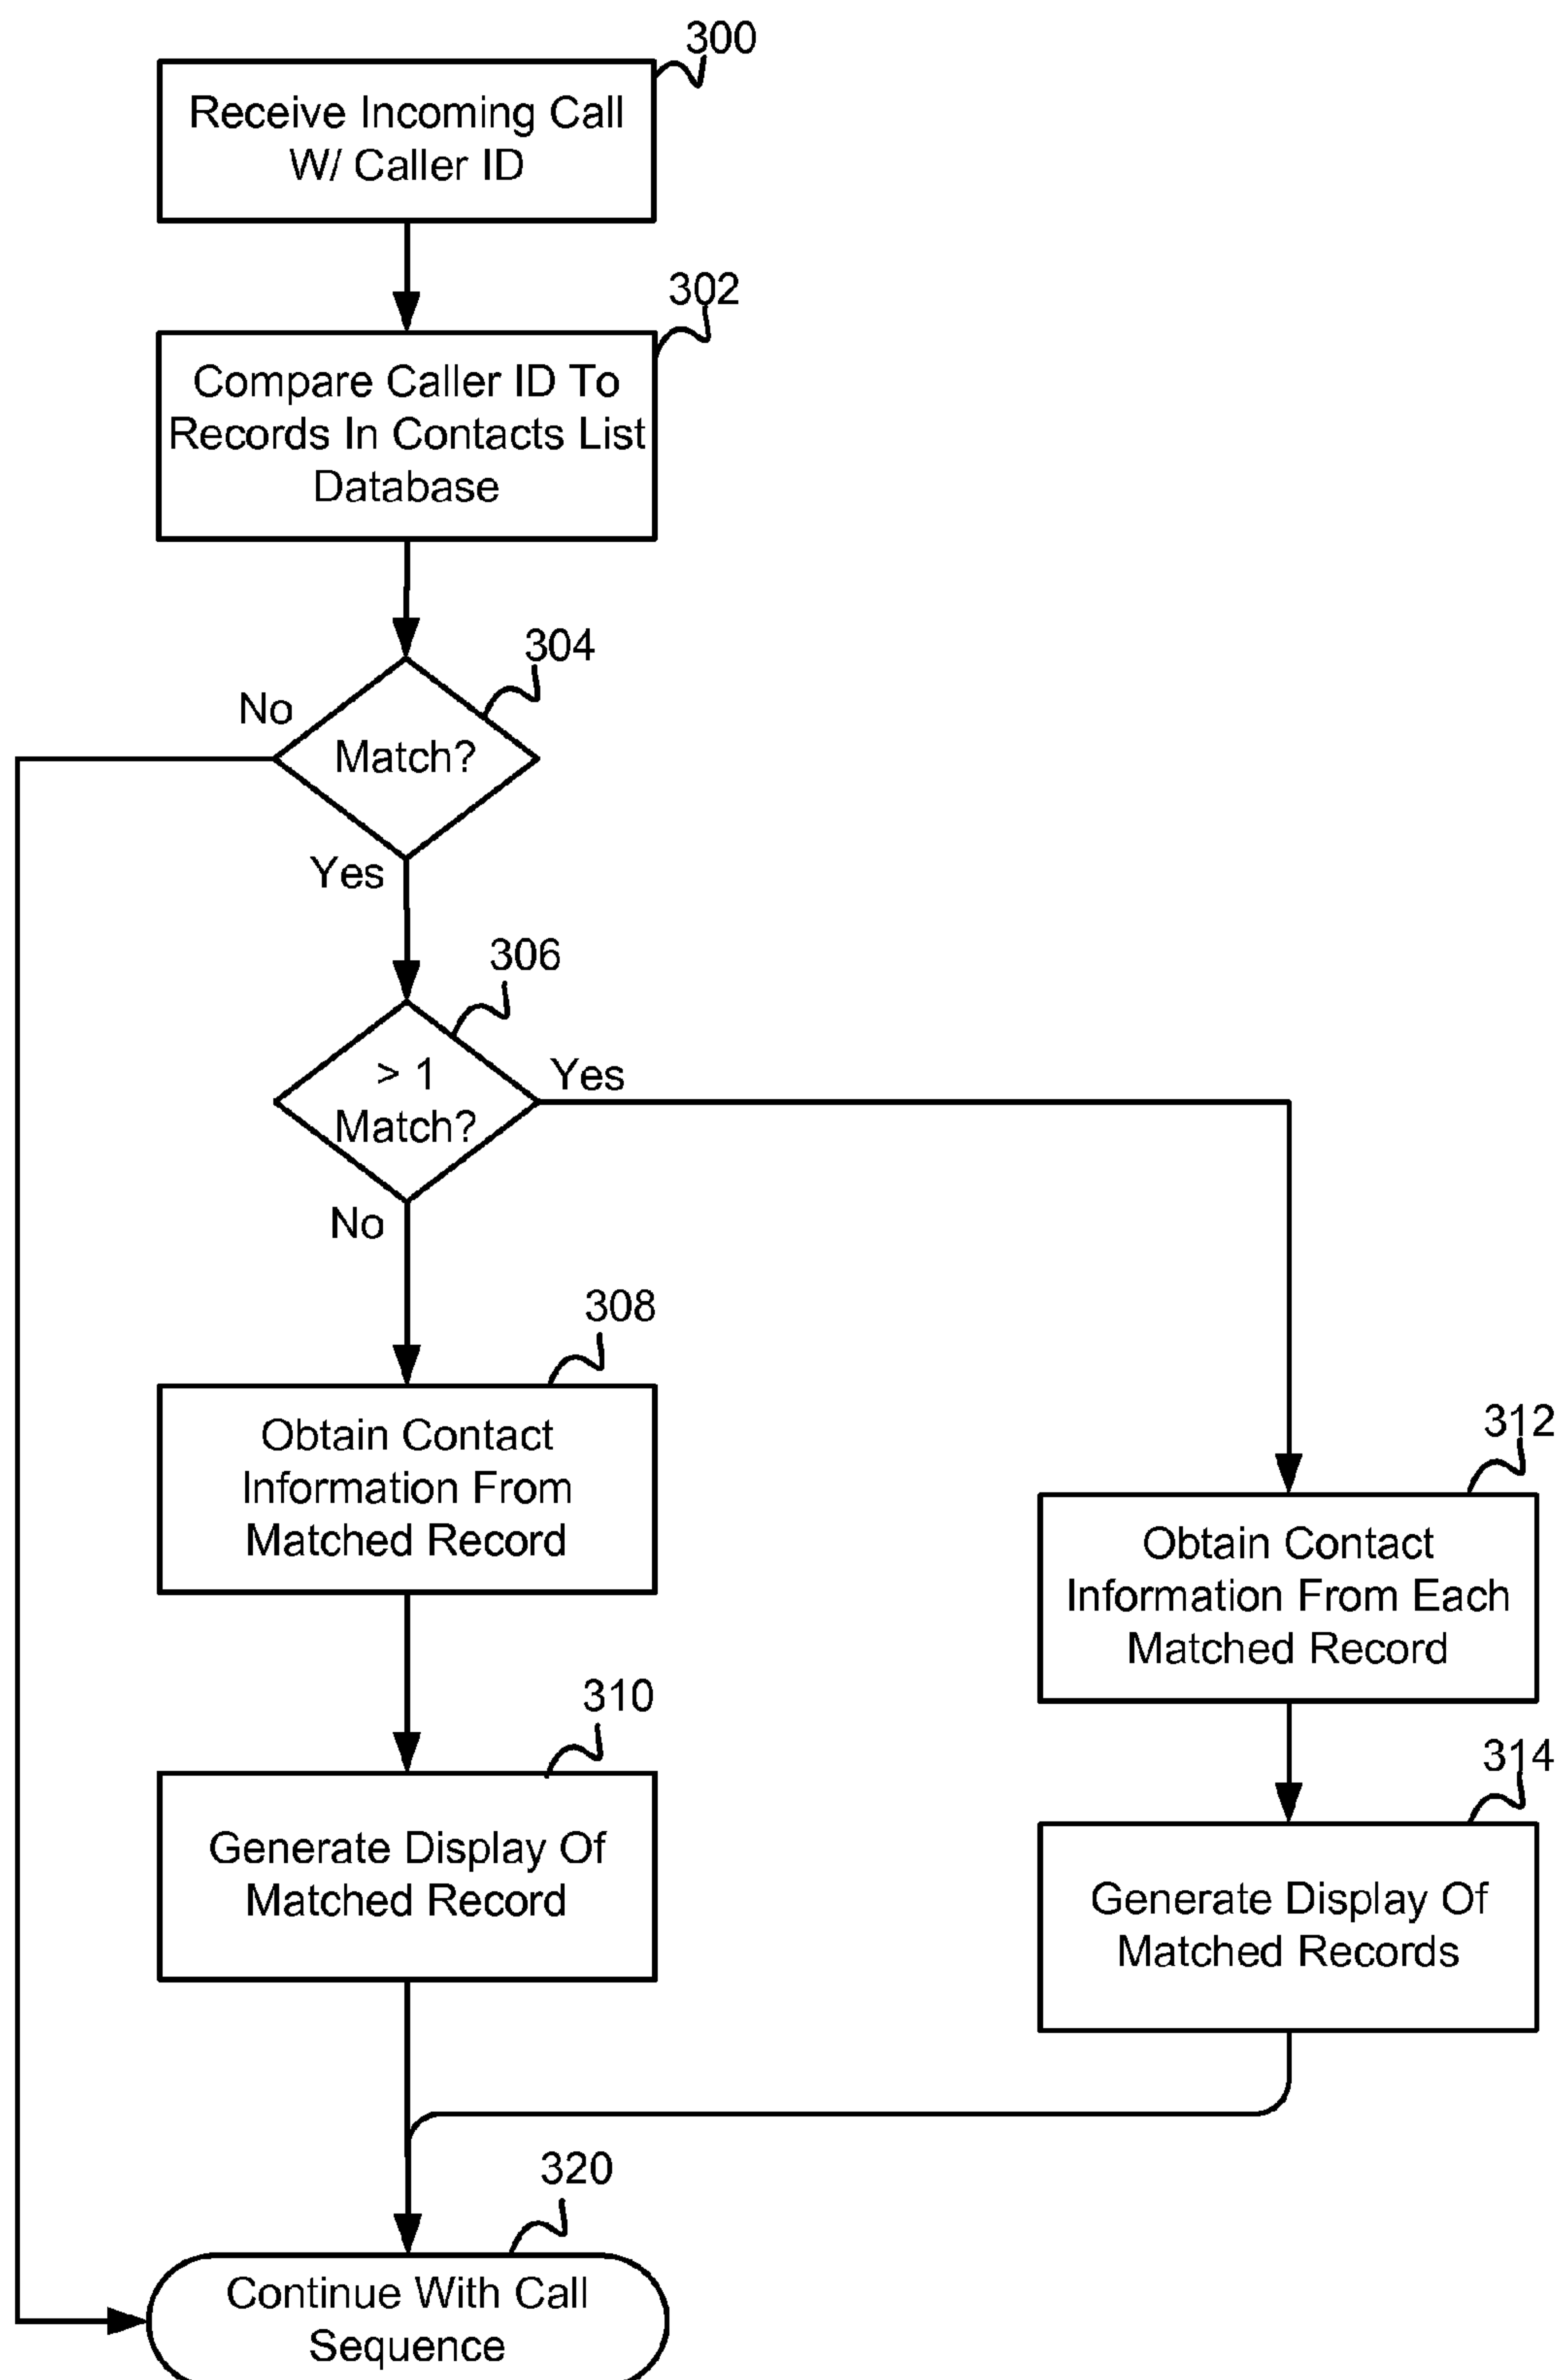 300
Receive Incoming Call
W/ Caller ID
302
Compare Caller ID To
Records In Contacts List
Database
304
No
Match?
Yes
306
> 1
Match?
Yes
No
308
Obtain Contact
Information From
Matched Record
312
Obtain Contact
Information From Each
Matched Record
310
Generate Display Of
Matched Record
314
Generate Display Of
Matched Records
320
Continue With Call
Sequence